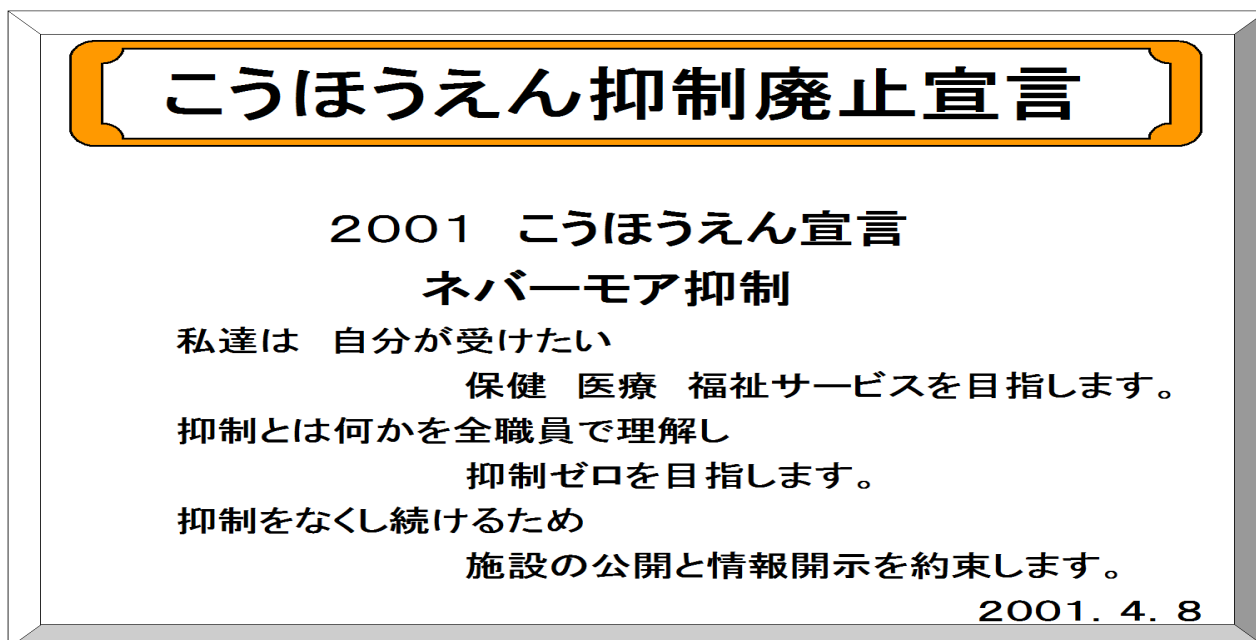 こうほうえん抑制廃止宣言
2001　こうほうえん宣言
ネバーモア抑制
私達は　自分が受けたい
保健　医療　福祉サービスを目指します。
抑制とは何かを全職員で理解し
抑制ゼロを目指します。
抑制をなくし続けるため
施設の公開と情報開示を約束します。
2001. 4. 8